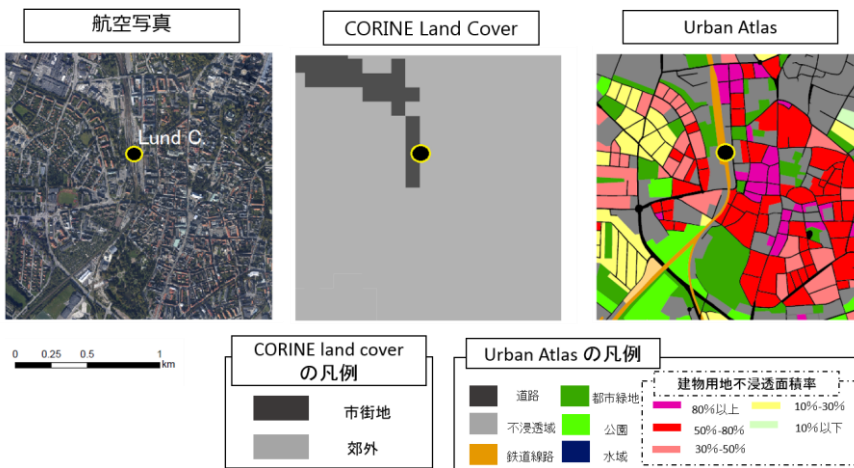 航空写真
CORINE Land Cover
Urban Atlas
Lund C.
0 0.25 0.5 1
km
CORINE land cover
の凡例
市街地
郊外
Urban Atlas の凡例
道路
不浸透域
鉄道線路
都市緑地
公園
水域
建物用地不浸透面積率
80%以上
50%-80%
30%-50%
10%-30%
10%以下